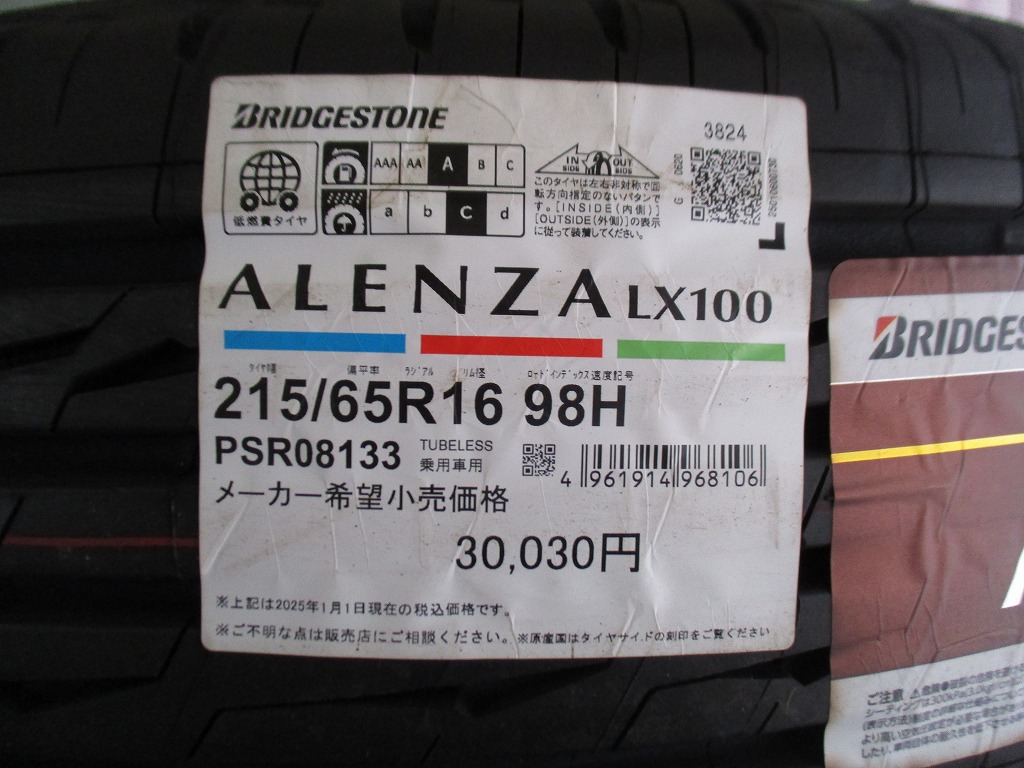 BRIDGESTONE
3824
低燃費タイヤ
AAA AA A B C
a b C d
IN SIDE OUT SIDE
このタイヤは左右非対称で回
転方向指定のないパタンで
す。[INSIDE(内側)]
[OUTSIDE(外側)]の表示
に従って装着してください。
G 0620
L
ALENZA LX100
偏平率 ラジアル リム径 ロードインデックス 速度記号
215/65R16 98H
PSR08133
TUBELESS
乗用車用
4 961914 968106
メーカー希望小売価格
30,030円
※上記は2025年1月1日現在の税込価格です。
※ご不明な点は販売店にご相談ください。※原産国はタイヤサイドの刻印をご覧ください
BRIDGES
ご注意